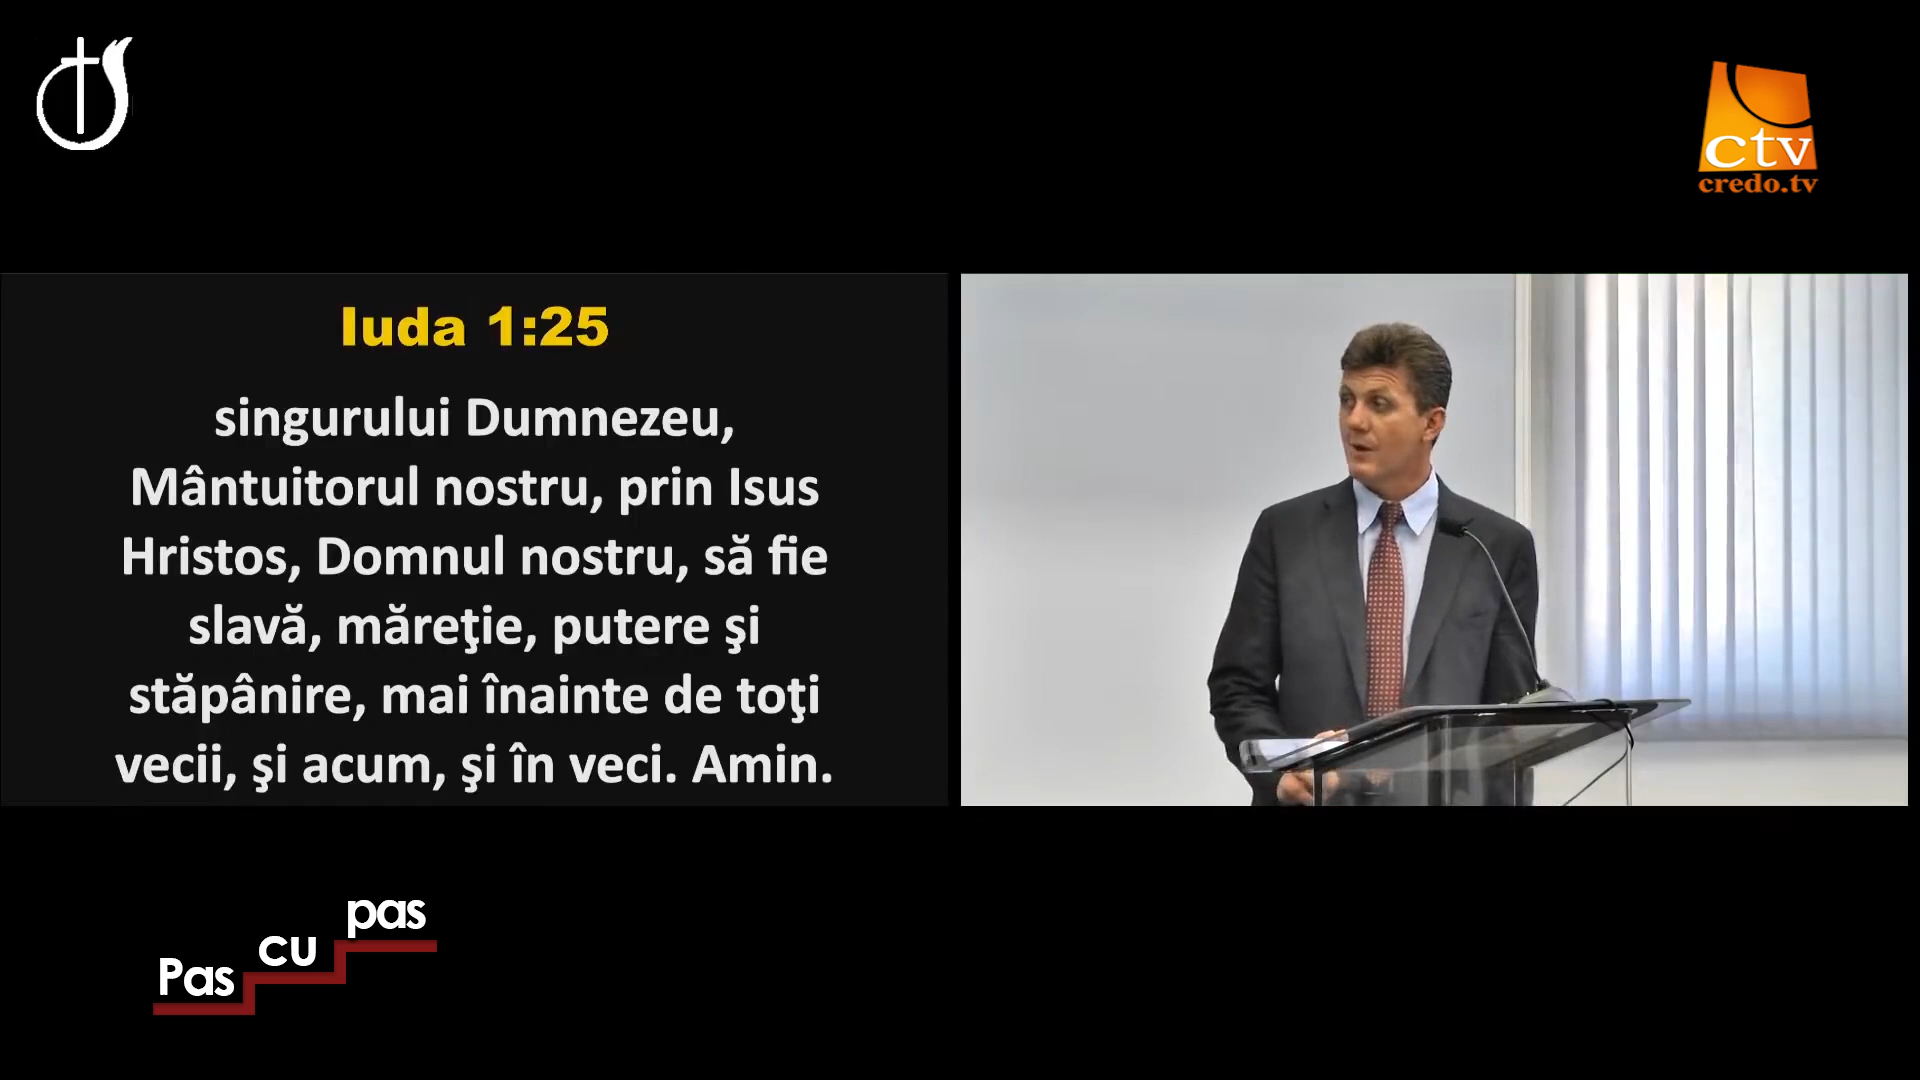 ctv
credo.tv
Iuda 1:25
singurului Dumnezeu,
Mântuitorul nostru, prin Isus
Hristos, Domnul nostru, să fie
slavă, măreţie, putere şi
stăpânire, mai înainte de toţi
vecii, şi acum, şi în veci. Amin.
Pas cu pas